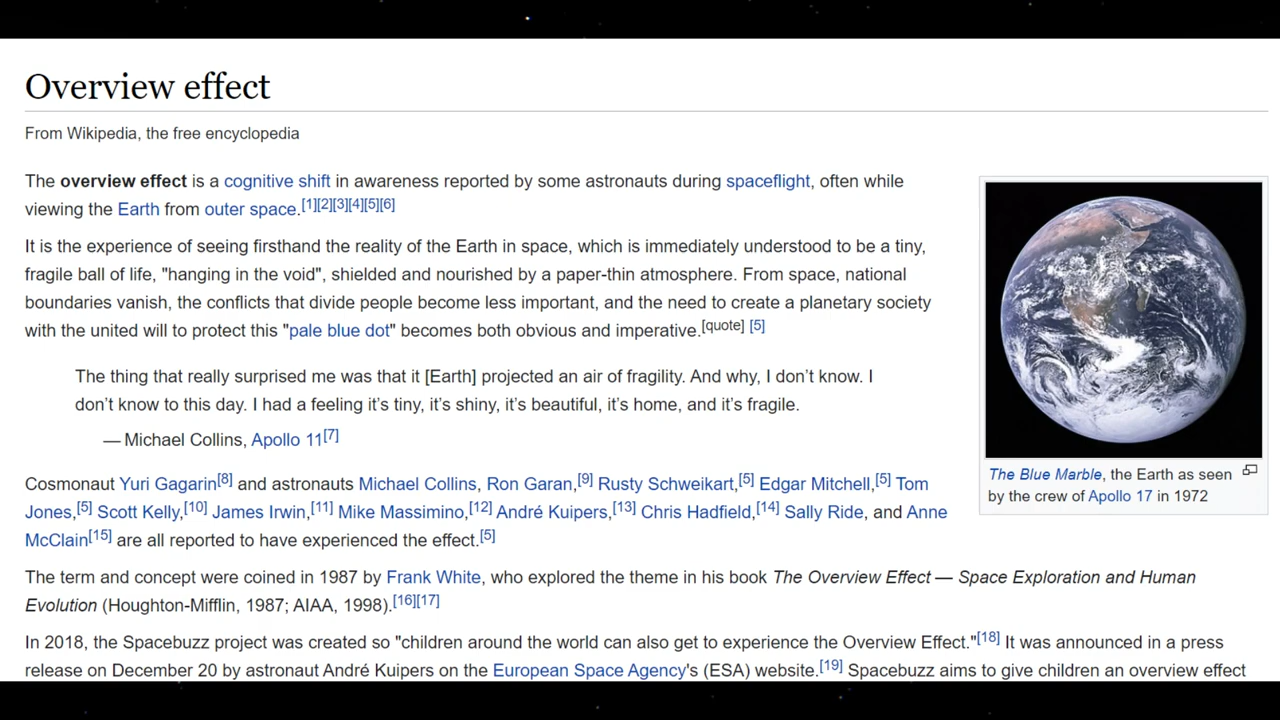 Overview effect
From Wikipedia, the free encyclopedia
The overview effect is a cognitive shift in awareness reported by some astronauts during spaceflight, often while
viewing the Earth from outer space.[1][2][3][4][5][6]
It is the experience of seeing firsthand the reality of the Earth in space, which is immediately understood to be a tiny,
fragile ball of life, "hanging in the void", shielded and nourished by a paper-thin atmosphere. From space, national
boundaries vanish, the conflicts that divide people become less important, and the need to create a planetary society
with the united will to protect this "pale blue dot" becomes both obvious and imperative.[quote] [5]
The thing that really surprised me was that it [Earth] projected an air of fragility. And why, I don’t know. I
don’t know to this day. I had a feeling it’s tiny, it’s shiny, it’s beautiful, it’s home, and it’s fragile.
— Michael Collins, Apollo 11[7]
The Blue Marble, the Earth as seen
by the crew of Apollo 17 in 1972
Cosmonaut Yuri Gagarin[8] and astronauts Michael Collins, Ron Garan,[9] Rusty Schweikart,[5] Edgar Mitchell,[5] Tom
Jones,[5] Scott Kelly,[10] James Irwin,[11] Mike Massimino,[12] André Kuipers,[13] Chris Hadfield,[14] Sally Ride, and Anne
McClain[15] are all reported to have experienced the effect.[5]
The term and concept were coined in 1987 by Frank White, who explored the theme in his book The Overview Effect — Space Exploration and Human
Evolution (Houghton-Mifflin, 1987; AIAA, 1998).[16][17]
In 2018, the Spacebuzz project was created so "children around the world can also get to experience the Overview Effect."[18] It was announced in a press
release on December 20 by astronaut André Kuipers on the European Space Agency's (ESA) website.[19] Spacebuzz aims to give children an overview effect